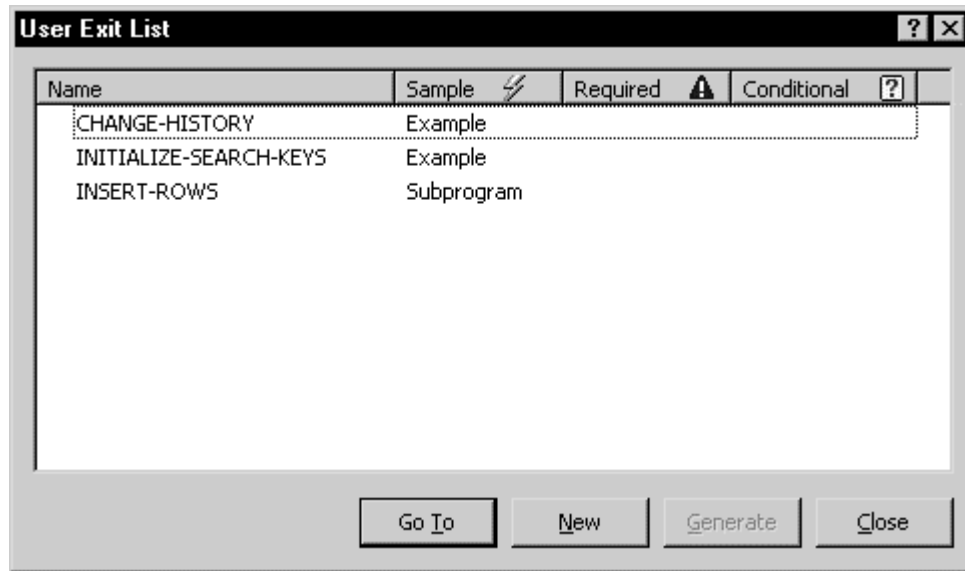 User Exit List
Name Sample Required Conditional
CHANGE-HISTORY Example
INITIALIZE-SEARCH-KEYS Example
INSERT-ROWS Subprogram
Go To New Generate Close